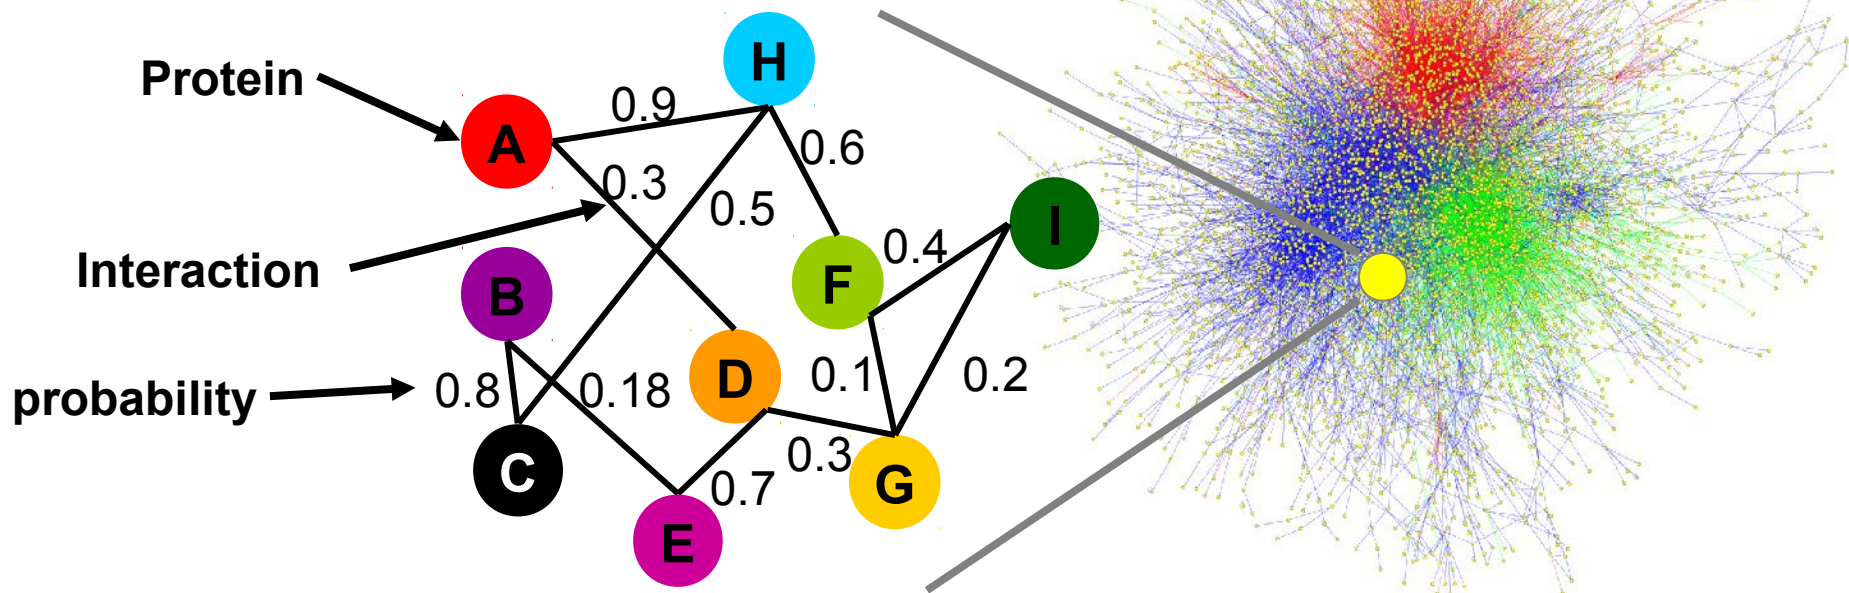 H
Protein
0.9
A
0.6
0.3
0.5
I
0.4
Interaction
B
F
D
0.1
0.2
probability
0.8
0.18
0.3
C
0.7
G
E